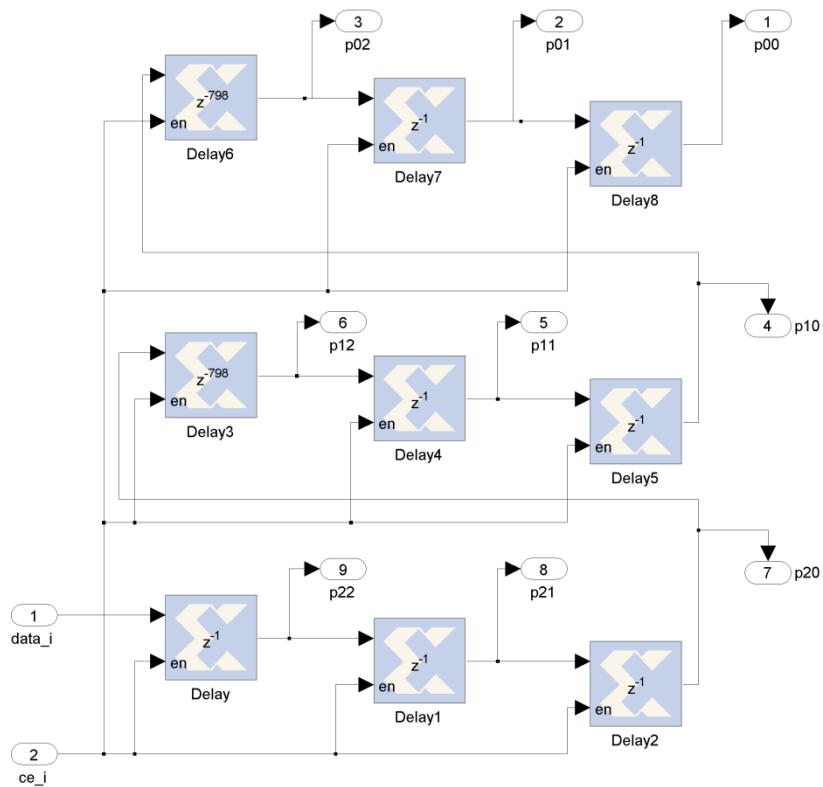 3
p02
2
p01
1
p00
z-798
en
Delay6
z-1
en
Delay7
z-1
en
Delay8
6
p12
5
p11
4
p10
z-798
en
Delay3
z-1
en
Delay4
z-1
en
Delay5
9
p22
8
p21
7
p20
1
data_i
z-1
en
Delay
z-1
en
Delay1
z-1
en
Delay2
2
ce_i